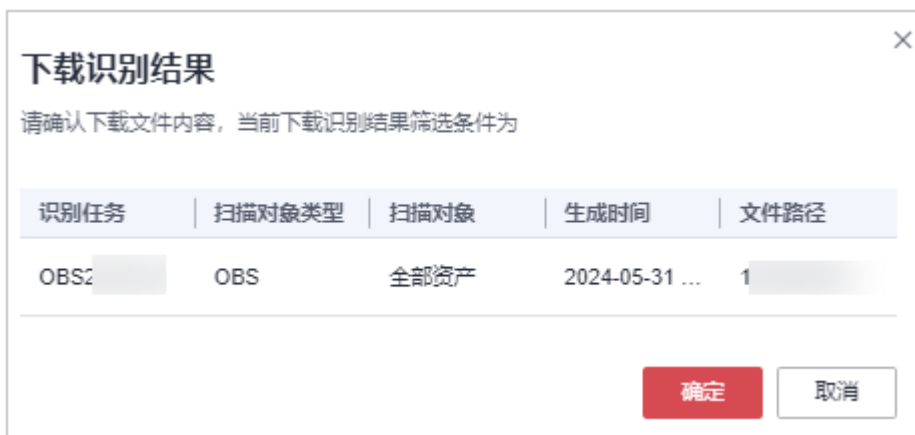 下载识别结果
请确认下载文件内容，当前下载识别结果筛选条件为
识别任务 扫描对象类型 扫描对象 生成时间 文件路径
OBS2 OBS 全部资产 2024-05-31 ... 1
确定 取消